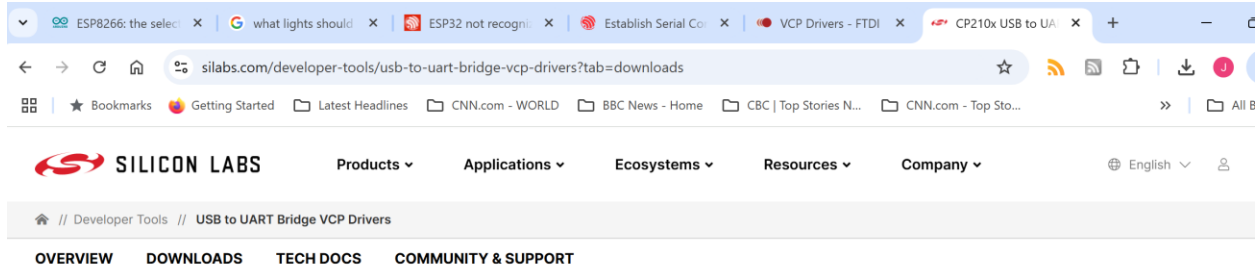 ESP8266: the selec
what lights should
ESP32 not recogni
Establish Serial Co
VCP Drivers - FTDI
CP210x USB to UA
silabs.com/developer-tools/usb-to-uart-bridge-vcp-drivers?tab=downloads
J
Bookmarks Getting Started Latest Headlines CNN.com - WORLD BBC News - Home CBC | Top Stories N... CNN.com - Top Sto... » All B
SILICON LABS Products Applications Ecosystems Resources Company English
// Developer Tools // USB to UART Bridge VCP Drivers
OVERVIEW DOWNLOADS TECH DOCS COMMUNITY & SUPPORT